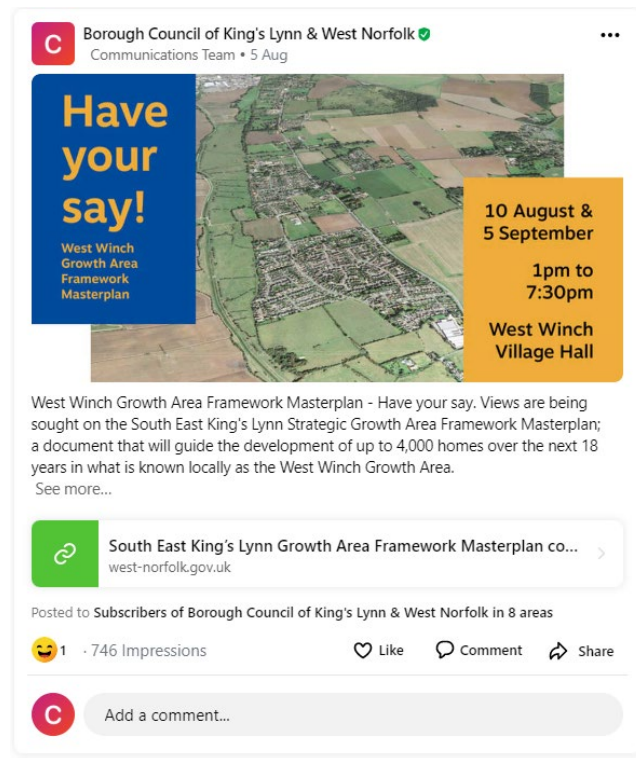 C
Borough Council of King's Lynn & West Norfolk
Communications Team • 5 Aug
Have
your
say!
West Winch
Growth Area
Framework
Masterplan
10 August &
5 September
1pm to
7:30pm
West Winch
Village Hall
West Winch Growth Area Framework Masterplan - Have your say. Views are being
sought on the South East King's Lynn Strategic Growth Area Framework Masterplan;
a document that will guide the development of up to 4,000 homes over the next 18
years in what is known locally as the West Winch Growth Area.
See more...
South East King's Lynn Growth Area Framework Masterplan co...
west-norfolk.gov.uk
Posted to Subscribers of Borough Council of King's Lynn & West Norfolk in 8 areas
1 · 746 Impressions Like Comment Share
C
Add a comment...